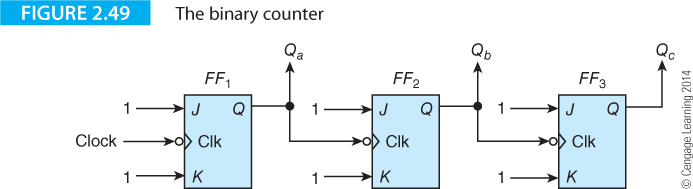 FIGURE 2.49 The binary counter
Qa Qb Qc
FF1 FF2 FF3
1 J Q 1 J Q 1 J Q
Clock Clk Clk Clk
1 K 1 K 1 K
© Cengage Learning 2014